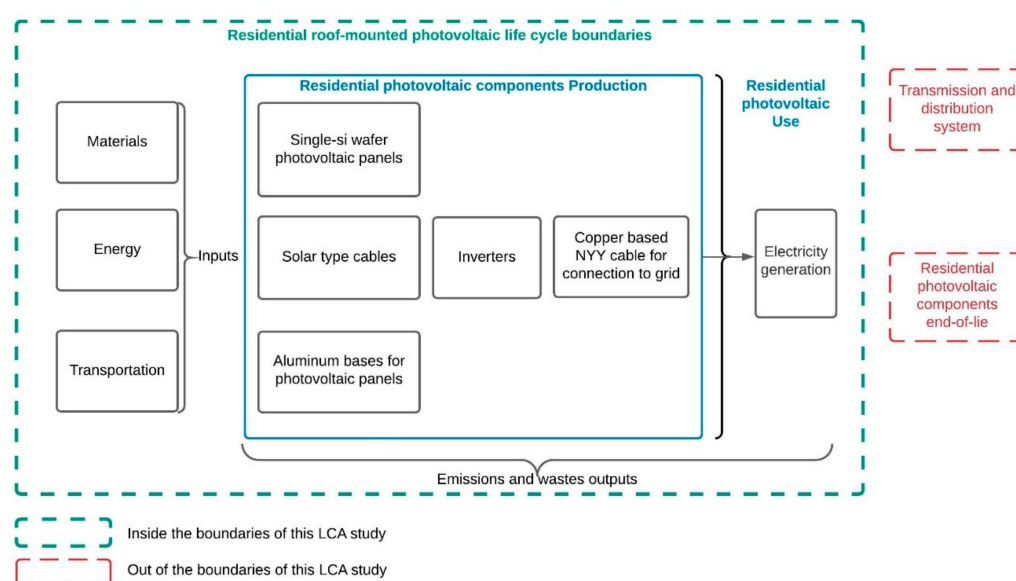 Residential roof-mounted photovoltaic life cycle boundaries
Residential photovoltaic components Production
Residential
photovoltaic
Use
Transmission and
distribution
system
Materials
Single-si wafer
photovoltaic panels
Energy
Inputs
Solar type cables
Inverters
Copper based
NYY cable for
connection to grid
Electricity
generation
Residential
photovoltaic
components
end-of-lie
Transportation
Aluminum bases for
photovoltaic panels
Emissions and wastes outputs
Inside the boundaries of this LCA study
Out of the boundaries of this LCA study